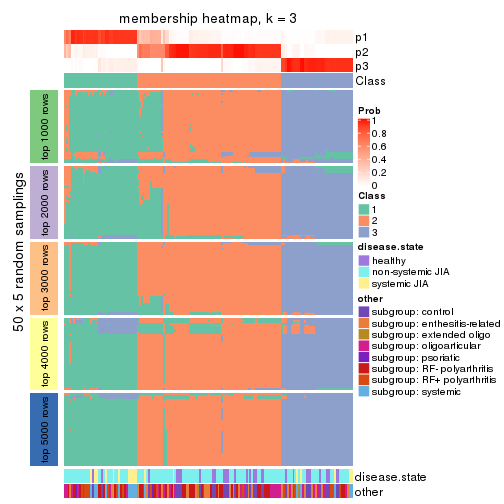 membership heatmap, k = 3
p1
p2
p3
Class
50 x 5 random samplings
top 1000 rows
top 2000 rows
top 3000 rows
top 4000 rows
top 5000 rows
Prob
1
0.8
0.6
0.4
0.2
0
Class
1
2
3
disease.state
healthy
non-systemic JIA
systemic JIA
other
subgroup: control
subgroup: enthesitis-related
subgroup: extended oligo
subgroup: oligoarticular
subgroup: psoriatic
subgroup: RF- polyarthritis
subgroup: RF+ polyarthritis
subgroup: systemic
disease.state
other